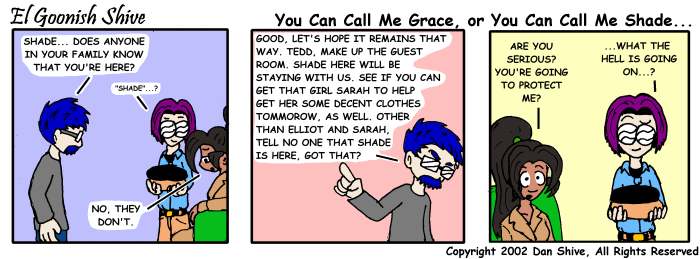 El Goonish Shive
You Can Call Me Grace, or You Can Call Me Shade...
SHADE... DOES ANYONE
IN YOUR FAMILY KNOW
THAT YOU'RE HERE?
"SHADE"...?
NO, THEY
DON'T.
GOOD, LET'S HOPE IT REMAINS THAT
WAY. TEDD, MAKE UP THE GUEST
ROOM. SHADE HERE WILL BE
STAYING WITH US. SEE IF YOU CAN
GET THAT GIRL SARAH TO HELP
GET HER SOME DECENT CLOTHES
TOMMOROW, AS WELL. OTHER
THAN ELLIOT AND SARAH,
TELL NO ONE THAT SHADE
IS HERE, GOT THAT?
ARE YOU
SERIOUS?
YOU'RE GOING
TO PROTECT
ME?
...WHAT THE
HELL IS GOING
ON...?
Copyright 2002 Dan Shive, All Rights Reserved